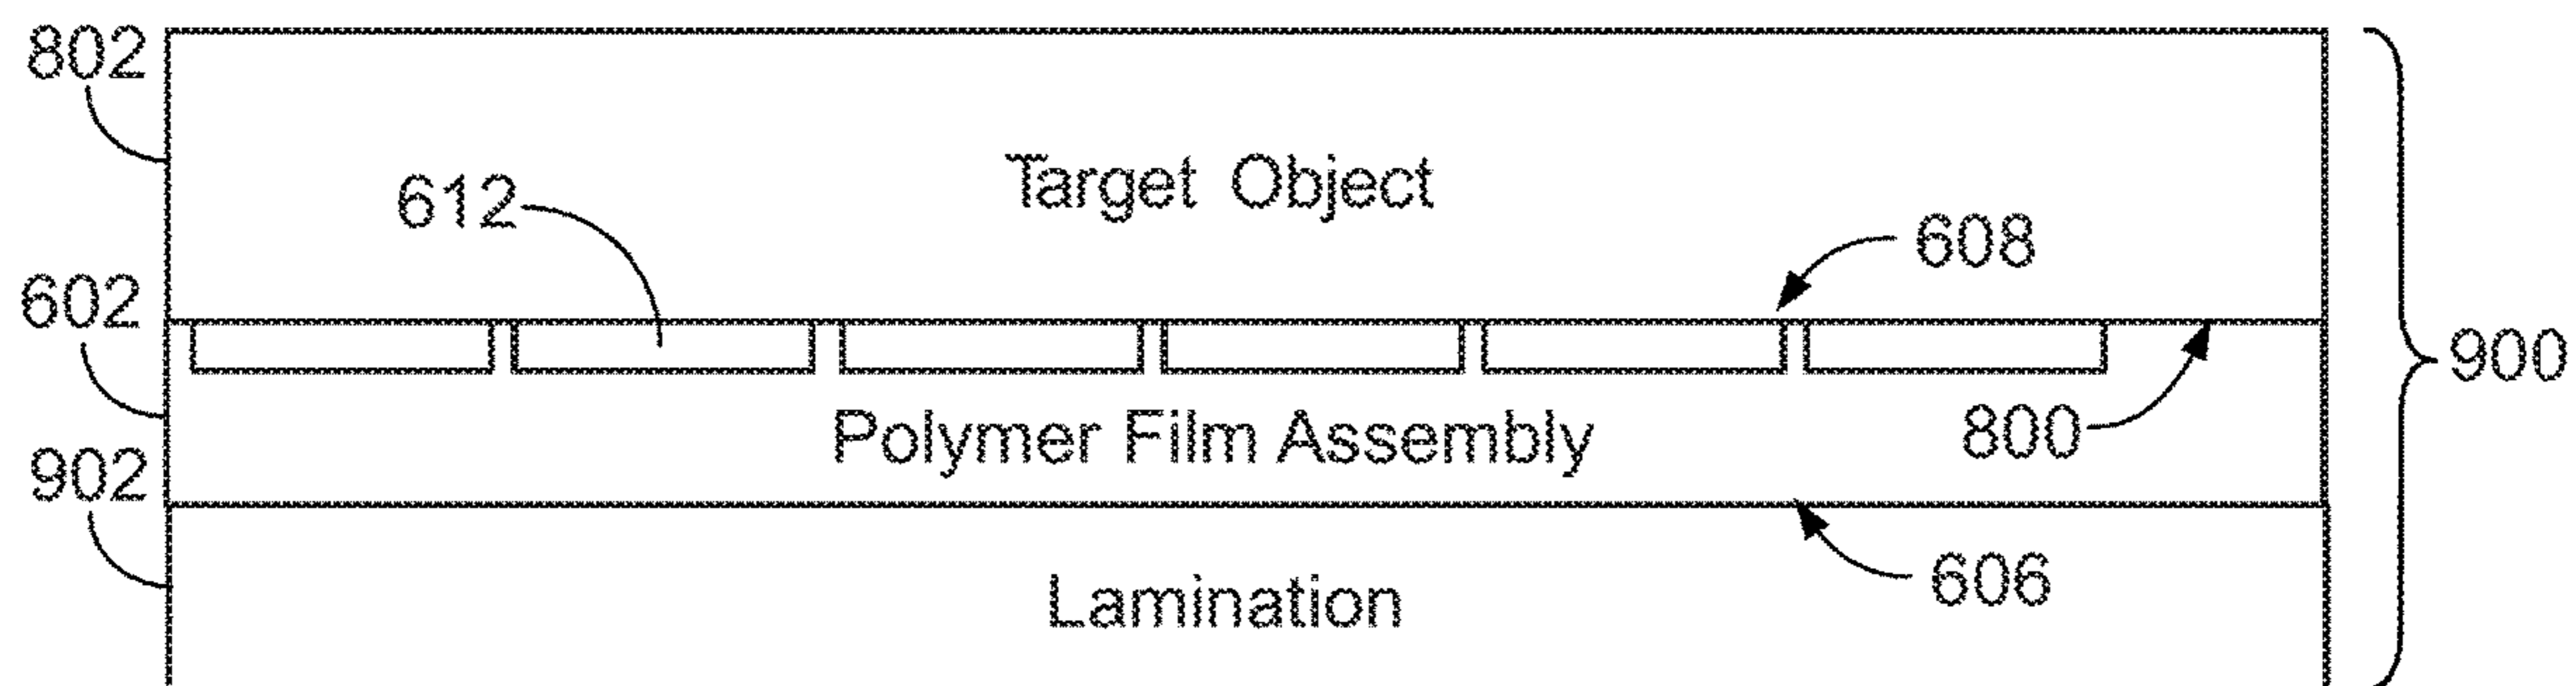 802
Target Object
612
608
602
900
800
Polymer Film Assembly
902
606
Lamination